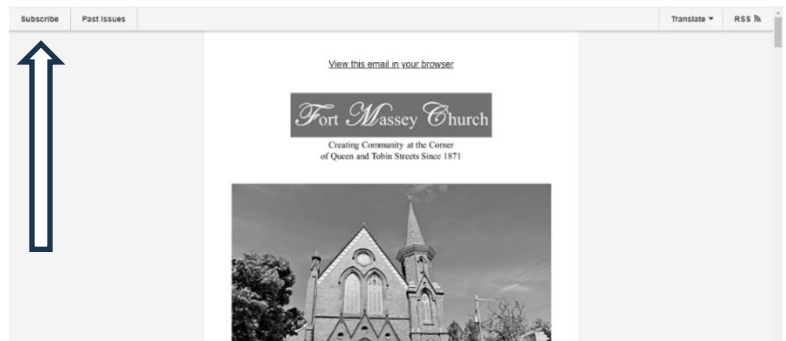 Subscribe Past Issues Translate RSS
View this email in your browser
Fort Massey Church
Creating Community at the Corner
of Queen and Tobin Streets Since 1871